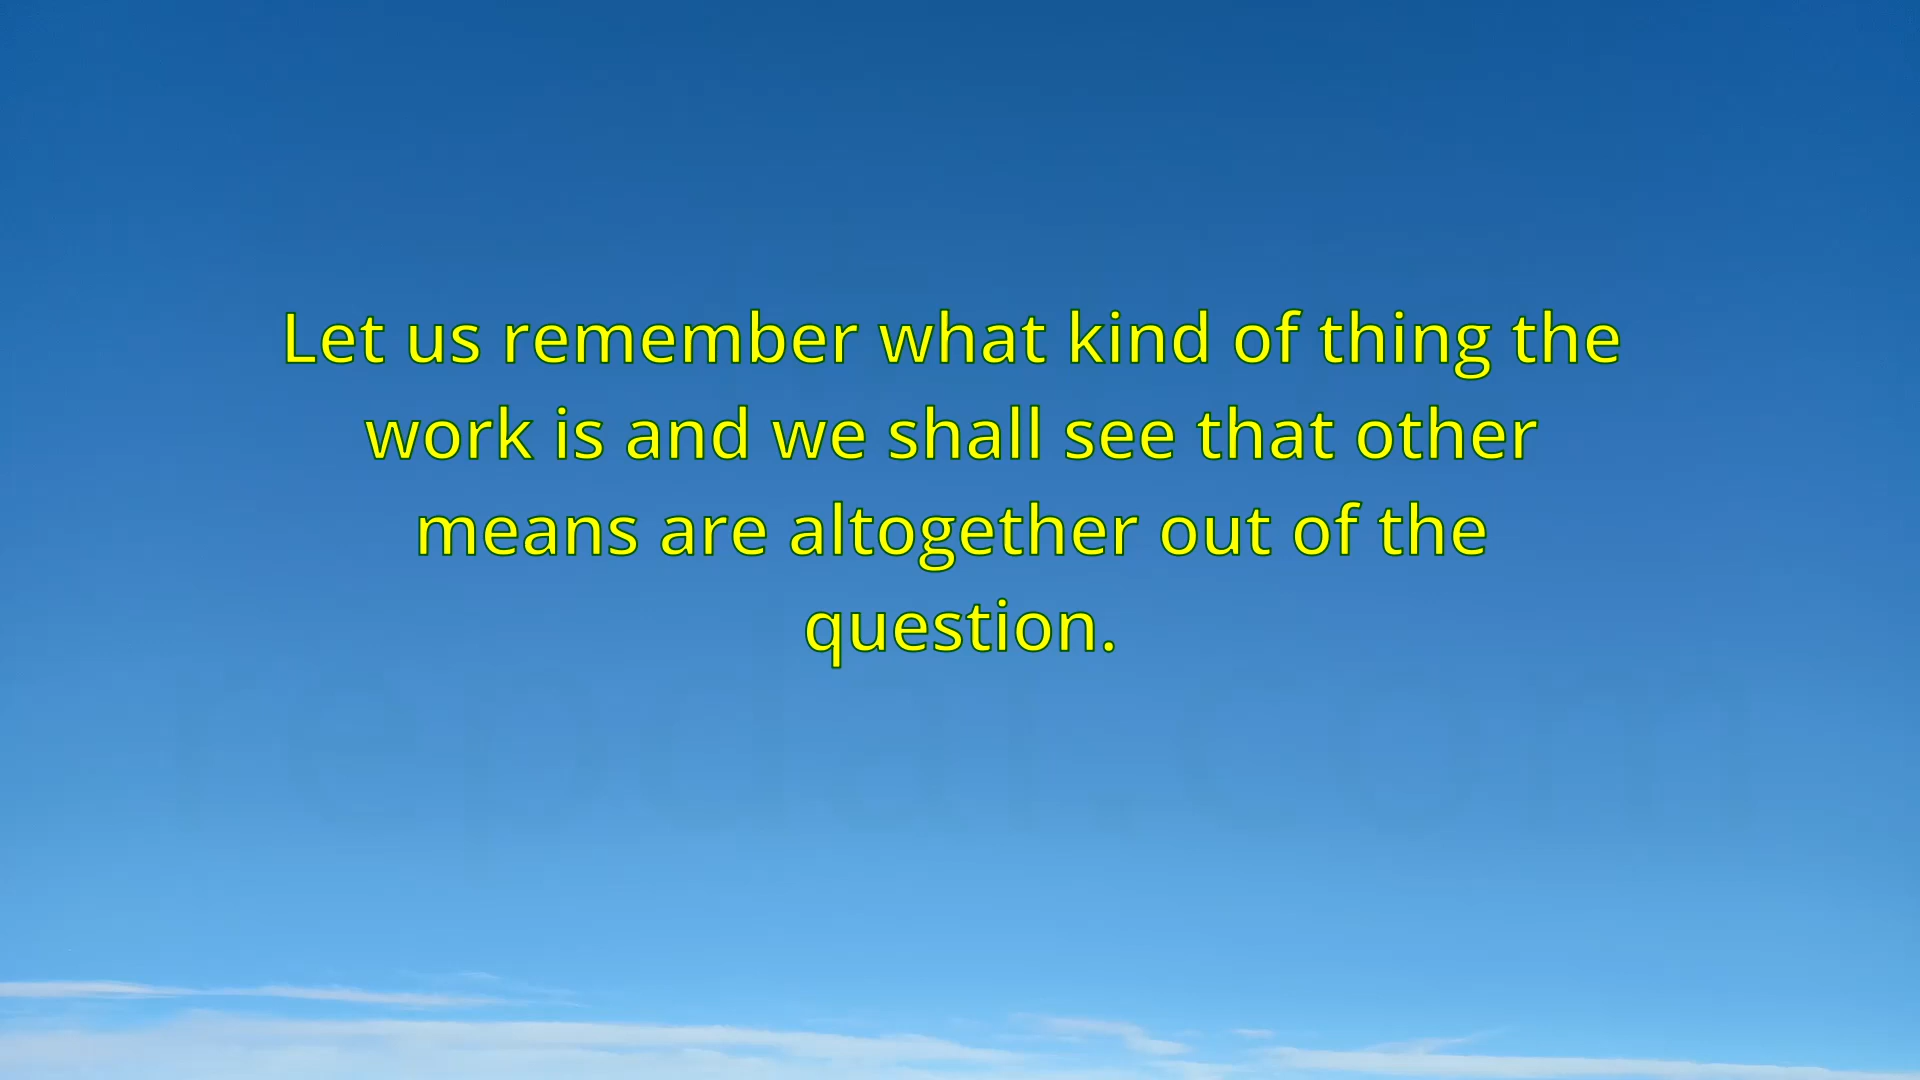 Let us remember what kind of thing the
work is and we shall see that other
means are altogether out of the
question.